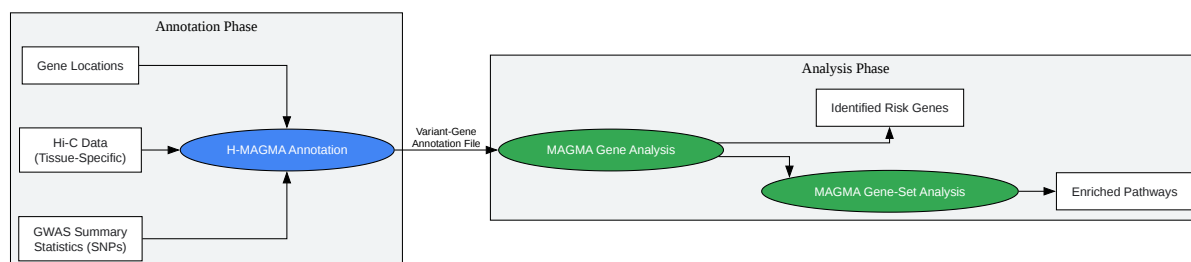 Annotation Phase
Gene Locations
Hi-C Data
(Tissue-Specific)
GWAS Summary
Statistics (SNPs)
H-MAGMA Annotation
Variant-Gene
Annotation File
Analysis Phase
MAGMA Gene Analysis
Identified Risk Genes
MAGMA Gene-Set Analysis
Enriched Pathways